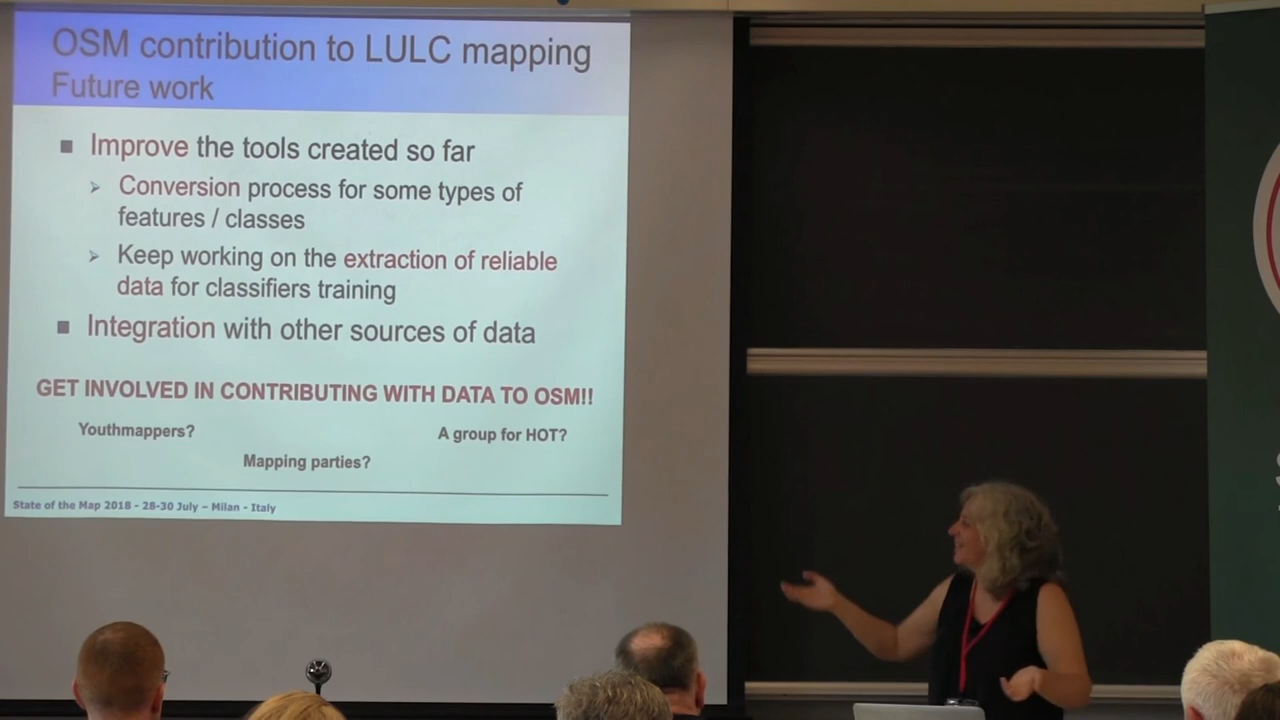 OSM contribution to LULC mapping
Future work
Improve the tools created so far
Conversion process for some types of
features / classes
Keep working on the extraction of reliable
data for classifiers training
Integration with other sources of data
GET INVOLVED IN CONTRIBUTING WITH DATA TO OSM!!
Youthmappers?
A group for HOT?
Mapping parties?
State of the Map 2018 - 28-30 July – Milan - Italy